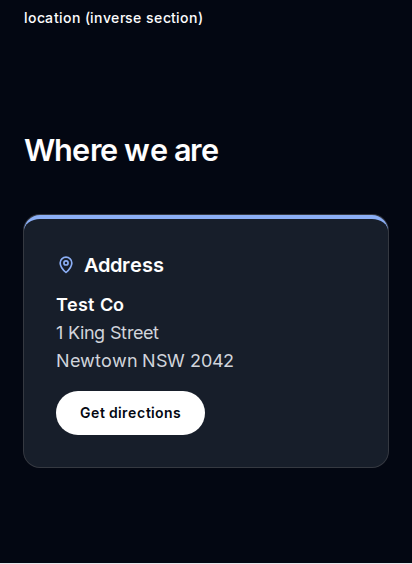 location (inverse section)
Where we are
Address
Test Co
1 King Street
Newtown NSW 2042
Get directions